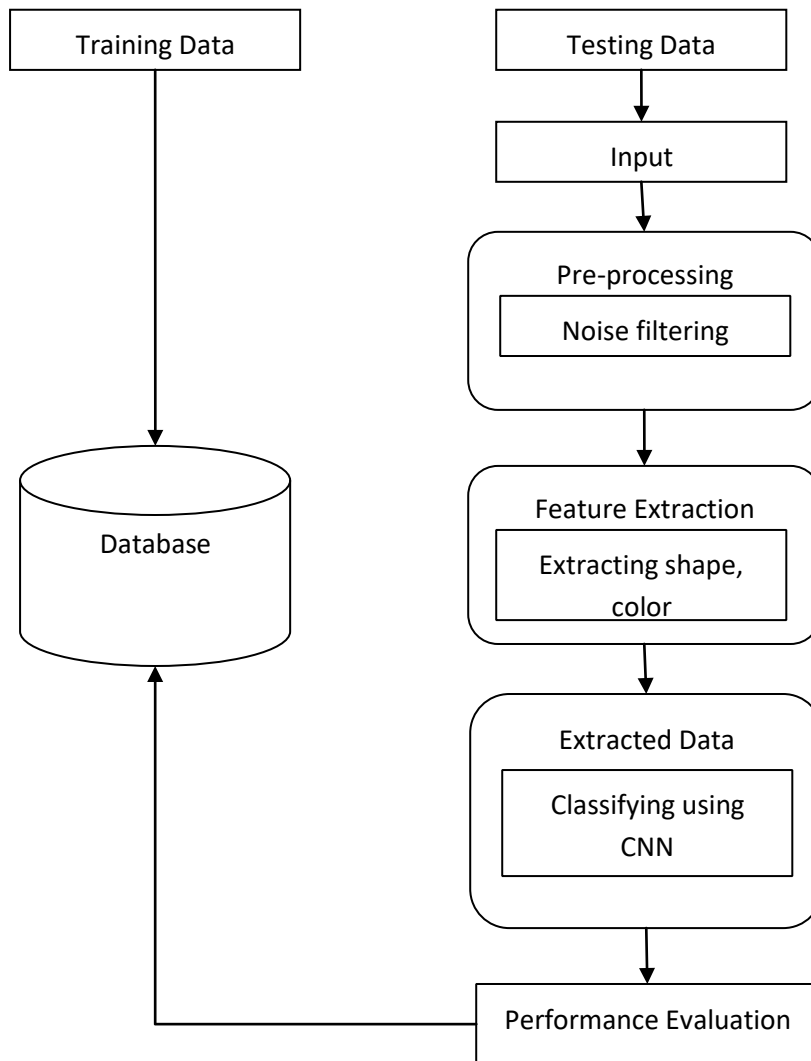 Training Data
Testing Data
Input
Pre-processing
Noise filtering
Database
Feature Extraction
Extracting shape,
color
Extracted Data
Classifying using
CNN
Performance Evaluation